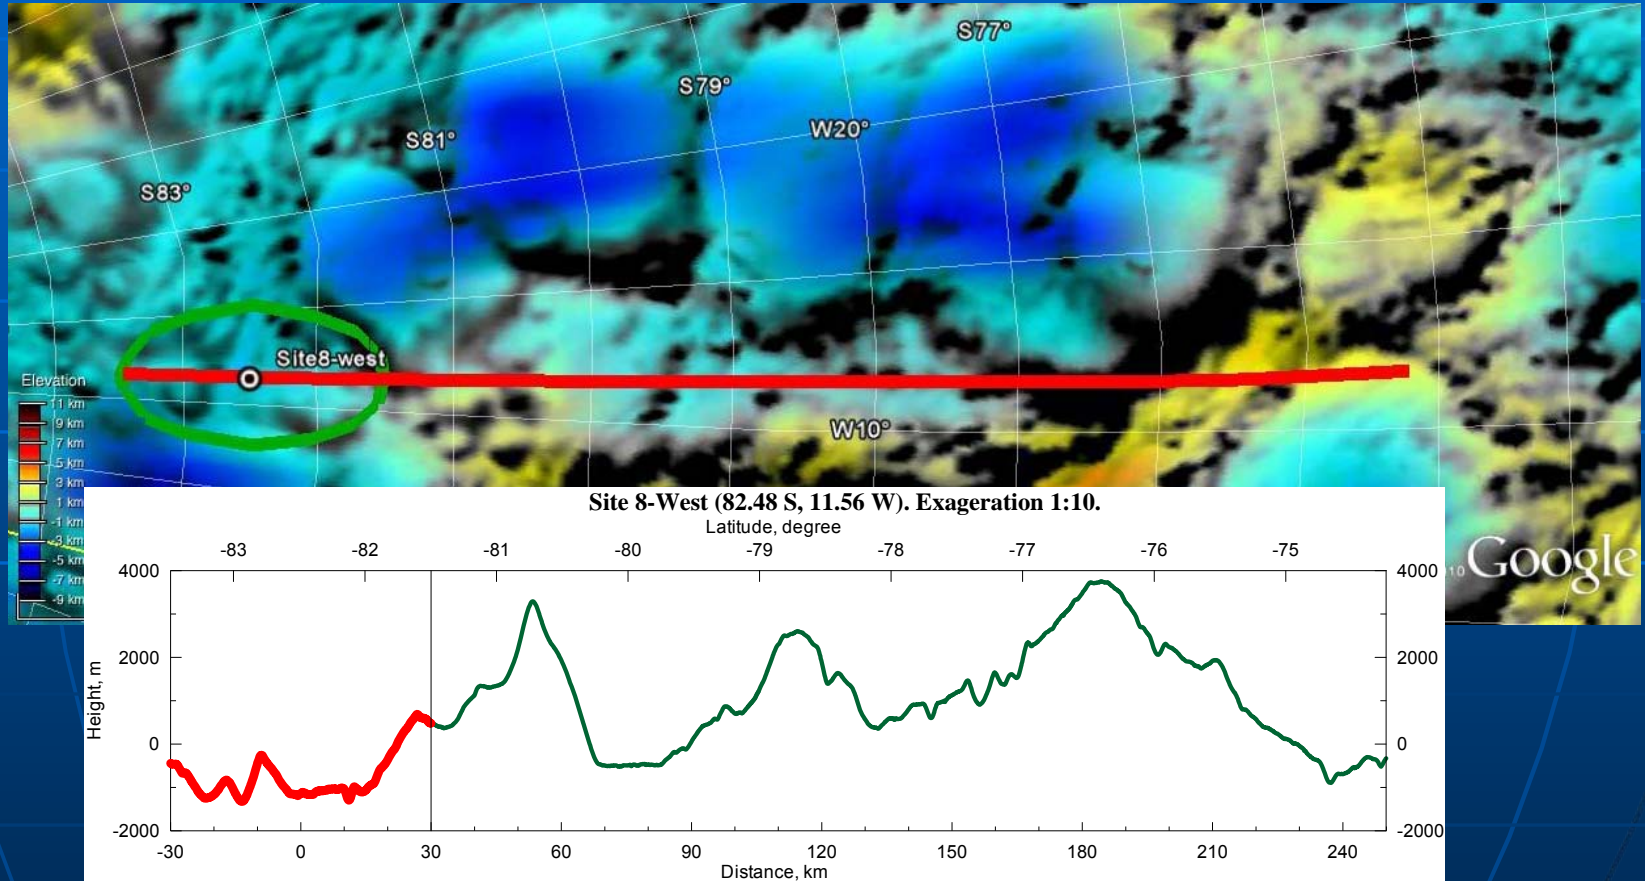 S77°
S79°
W20°
S81°
S83°
Site8-west
Elevation
11 km
9 km
7 km
5 km
3 km
1 km
-1 km
-3 km
-5 km
-7 km
-9 km
W10°
Google
10
Site 8-West (82.48 S, 11.56 W). Exageration 1:10.
Latitude, degree
-83 -82 -81 -80 -79 -78 -77 -76 -75
4000 4000
2000 2000
0 0
-2000 -2000
Height, m
-30 0 30 60 90 120 150 180 210 240
Distance, km